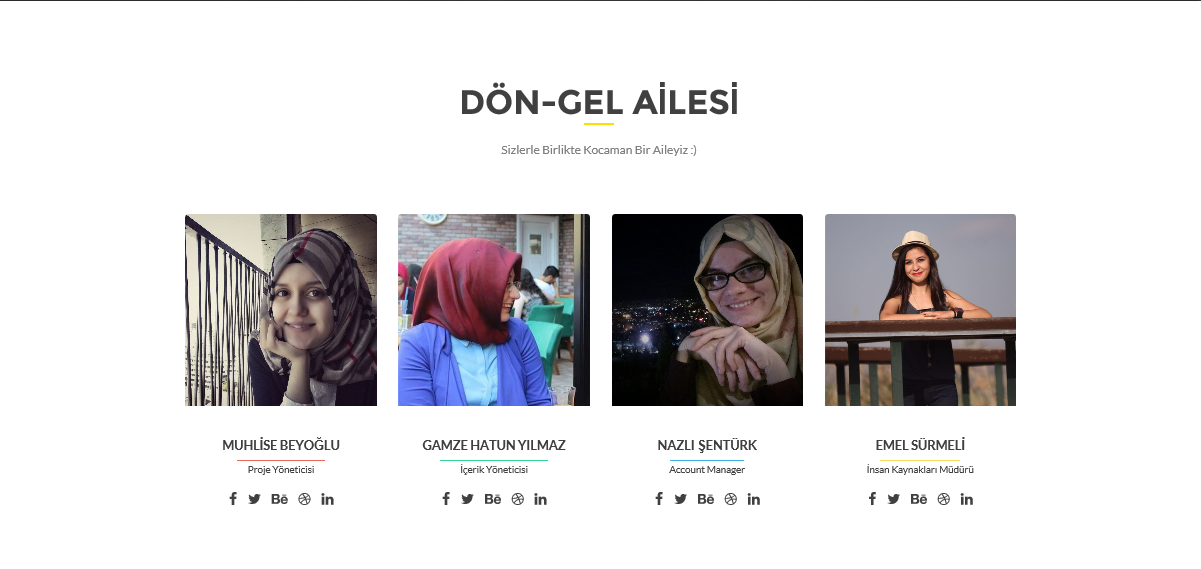 DÖN-GEL AİLESİ
Sizlerle Birlikte Kocaman Bir Aileyiz :)
MUHLİSE BEYOĞLU
Proje Yöneticisi
GAMZE HATUN YILMAZ
İçerik Yöneticisi
NAZLI ŞENTÜRK
Account Manager
EMEL SÜRMELİ
İnsan Kaynakları Müdürü